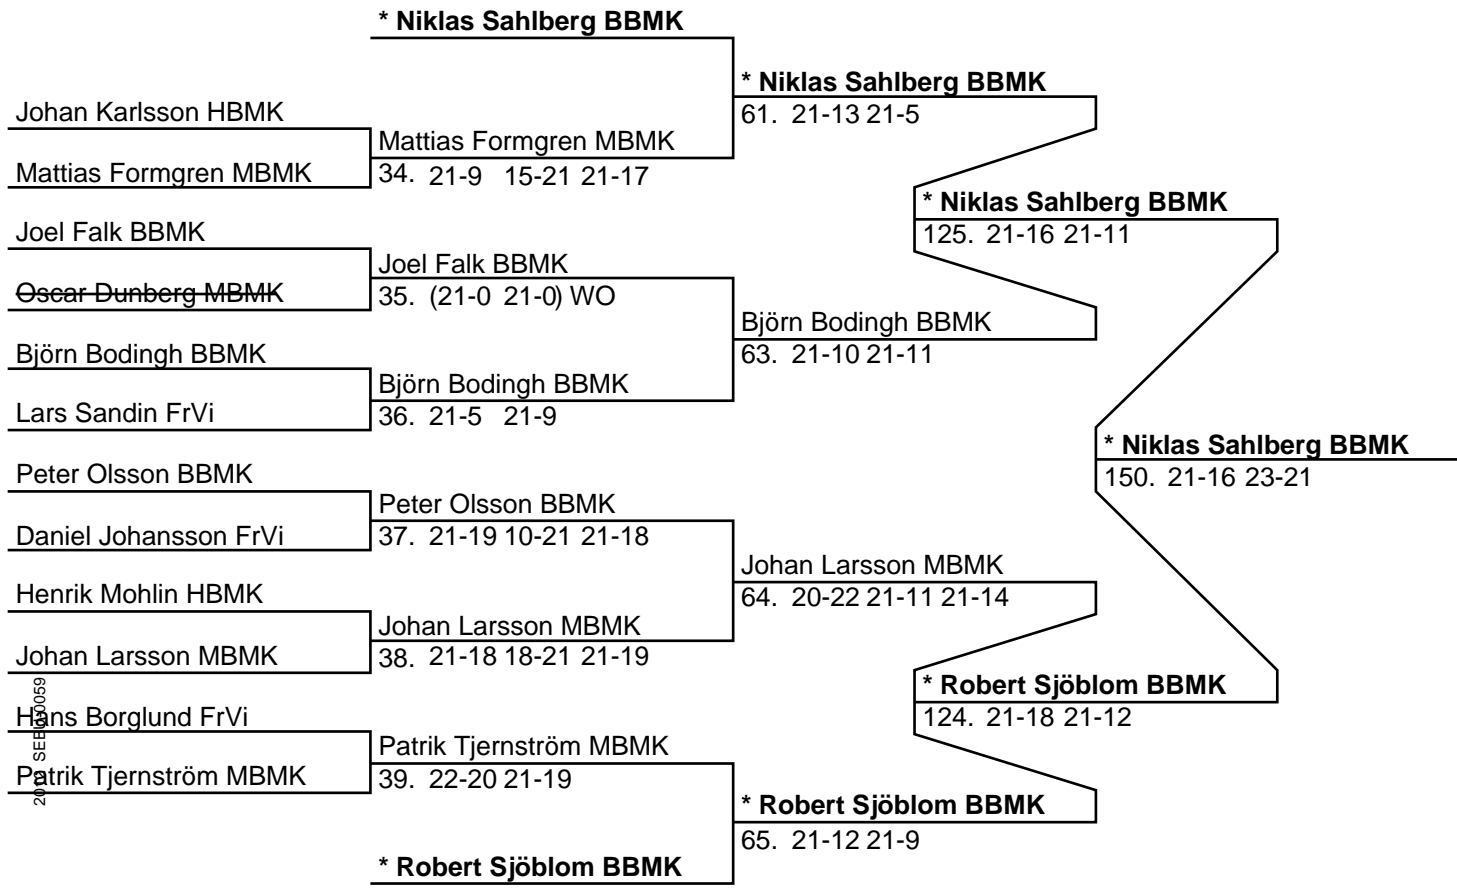 * Niklas Sahlberg BBMK
* Niklas Sahlberg BBMK
61. 21-13 21-5
Johan Karlsson HBMK
Mattias Formgren MBMK
Mattias Formgren MBMK
34. 21-9 15-21 21-17
* Niklas Sahlberg BBMK
125. 21-16 21-11
Joel Falk BBMK
Joel Falk BBMK
Oscar Dunberg MBMK
35. (21-0 21-0) WO
Björn Bodingh BBMK
63. 21-10 21-11
Björn Bodingh BBMK
Björn Bodingh BBMK
Lars Sandin FrVi
36. 21-5 21-9
* Niklas Sahlberg BBMK
150. 21-16 23-21
Peter Olsson BBMK
Peter Olsson BBMK
Daniel Johansson FrVi
37. 21-19 10-21 21-18
Johan Larsson MBMK
64. 20-22 21-11 21-14
Henrik Mohlin HBMK
Johan Larsson MBMK
Johan Larsson MBMK
38. 21-18 18-21 21-19
* Robert Sjöblom BBMK
124. 21-18 21-12
Hans Borglund FrVi
Patrik Tjernström MBMK
Patrik Tjernström MBMK
39. 22-20 21-19
* Robert Sjöblom BBMK
65. 21-12 21-9
* Robert Sjöblom BBMK